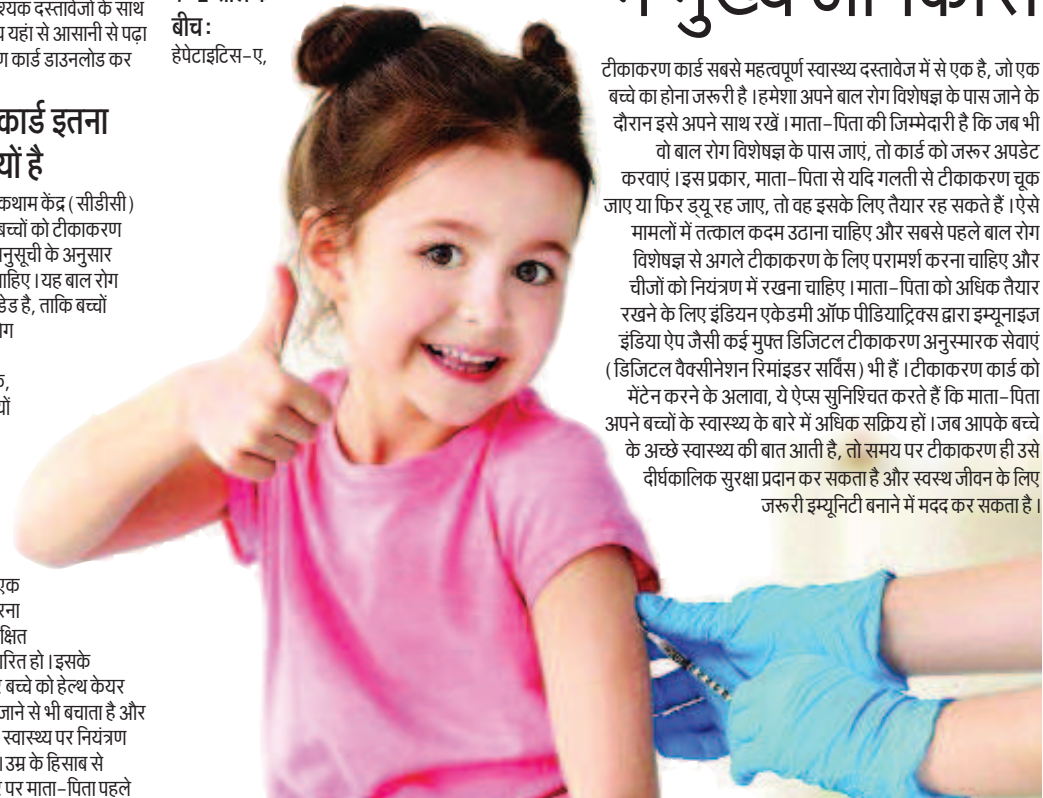 दस्तावेजों के साथ
यहां से आसानी से पढ़ा
कार्ड डाउनलोड कर
कार्ड इतना
है
केंद्र (सीडीसी)
बच्चों को टीकाकरण
के अनुसार
यह बाल रोग
है, ताकि बच्चों
एक
हो। इसके
बच्चे को हेल्थ केयर
जाने से भी बचाता है और
स्वास्थ्य पर नियंत्रण
उम्र के हिसाब से
पर माता-पिता पहले
बीच:
हेपेटाइटिस-ए,
टीकाकरण कार्ड सबसे महत्वपूर्ण स्वास्थ्य दस्तावेज में से एक है, जो एक
बच्चे का होना जरूरी है। हमेशा अपने बाल रोग विशेषज्ञ के पास जाने के
दौरान इसे अपने साथ रखें। माता-पिता की जिम्मेदारी है कि जब भी
वो बाल रोग विशेषज्ञ के पास जाएं, तो कार्ड को जरूर अपडेट
करवाएं। इस प्रकार, माता-पिता से यदि गलती से टीकाकरण चूक
जाए या फिर ड्यू रह जाए, तो वह इसके लिए तैयार रह सकते हैं। ऐसे
मामलों में तत्काल कदम उठाना चाहिए और सबसे पहले बाल रोग
विशेषज्ञ से अगले टीकाकरण के लिए परामर्श करना चाहिए और
चीजों को नियंत्रण में रखना चाहिए। माता-पिता को अधिक तैयार
रखने के लिए इंडियन एकेडमी ऑफ पीडियाट्रिक्स द्वारा इम्यूनाइज
इंडिया ऐप जैसी कई मुफ्त डिजिटल टीकाकरण अनुस्मारक सेवाएं
(डिजिटल वैक्सीनेशन रिमांइडर सर्विस) भी हैं। टीकाकरण कार्ड को
मेंटेन करने के अलावा, ये ऐप्स सुनिश्चित करते हैं कि माता-पिता
अपने बच्चों के स्वास्थ्य के बारे में अधिक सक्रिय हों। जब आपके बच्चे
के अच्छे स्वास्थ्य की बात आती है, तो समय पर टीकाकरण ही उसे
दीर्घकालिक सुरक्षा प्रदान कर सकता है और स्वस्थ जीवन के लिए
जरूरी इम्यूनिटी बनाने में मदद कर सकता है।